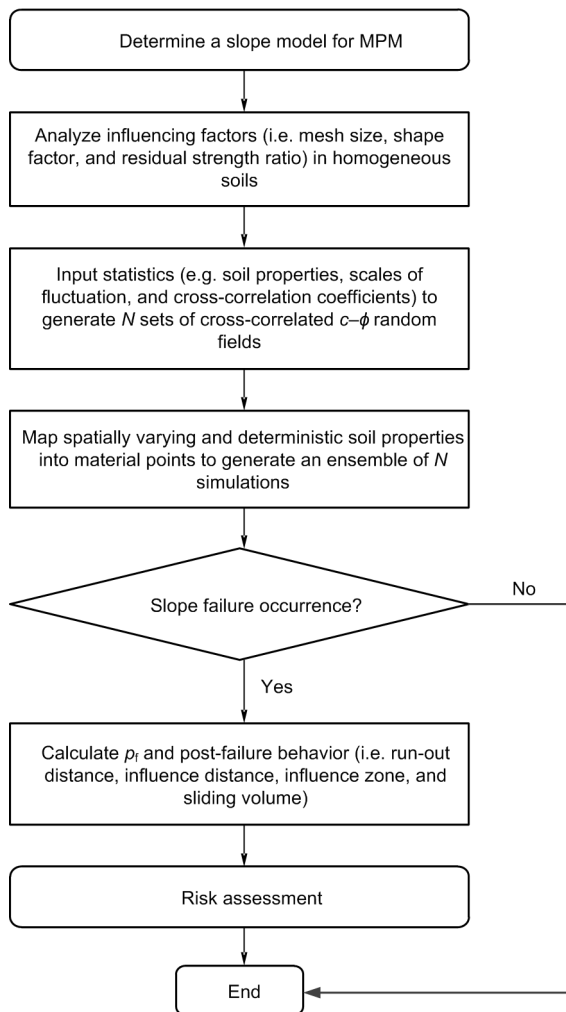 Determine a slope model for MPM
Analyze influencing factors (i.e. mesh size, shape
factor, and residual strength ratio) in homogeneous
soils
Input statistics (e.g. soil properties, scales of
fluctuation, and cross-correlation coefficients) to
generate N sets of cross-correlated c–ϕ random
fields
Map spatially varying and deterministic soil properties
into material points to generate an ensemble of N
simulations
Slope failure occurrence?
No
Yes
Calculate pf and post-failure behavior (i.e. run-out
distance, influence distance, influence zone, and
sliding volume)
Risk assessment
End